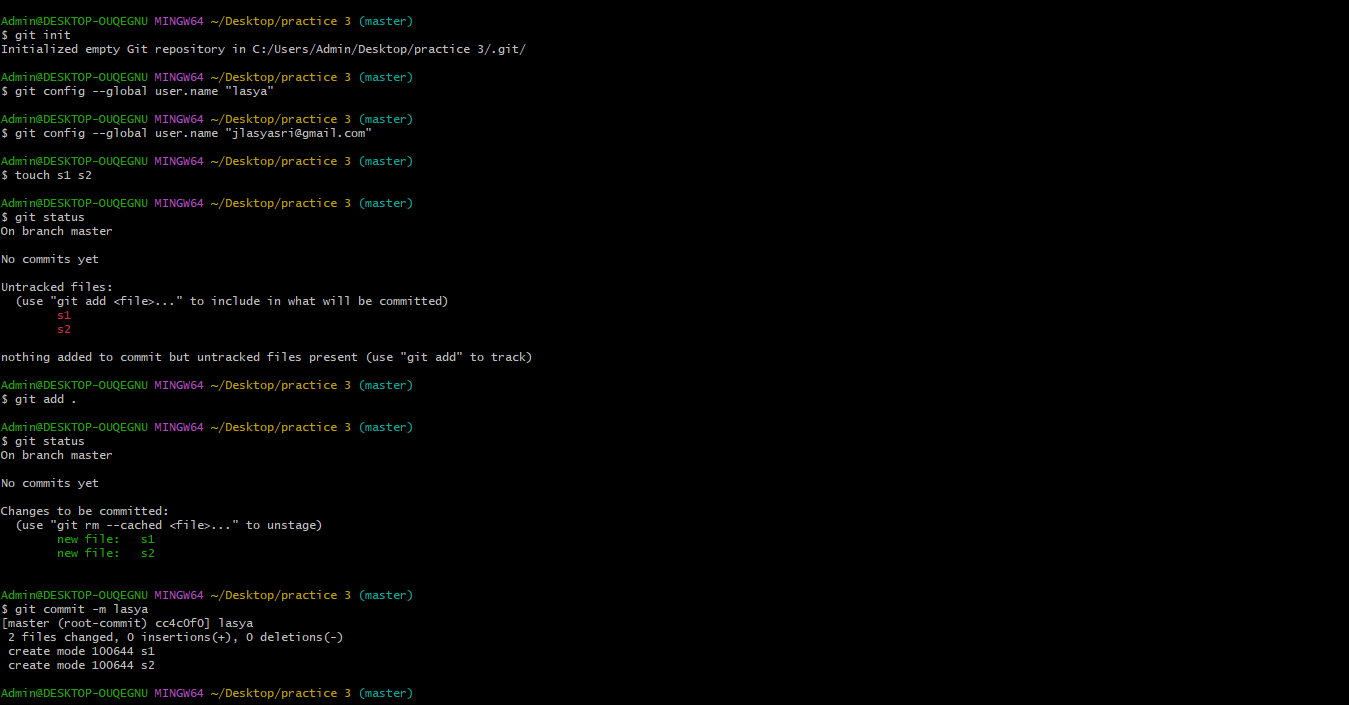 Admin@DESKTOP-OUQEGNU MINGW64 ~/Desktop/practice 3 (master)
$ git init
Initialized empty Git repository in C:/Users/Admin/Desktop/practice 3/.git/
Admin@DESKTOP-OUQEGNU MINGW64 ~/Desktop/practice 3 (master)
$ git config --global user.name "lasya"
Admin@DESKTOP-OUQEGNU MINGW64 ~/Desktop/practice 3 (master)
$ git config --global user.name "jlasyasri@gmail.com"
Admin@DESKTOP-OUQEGNU MINGW64 ~/Desktop/practice 3 (master)
$ touch s1 s2
Admin@DESKTOP-OUQEGNU MINGW64 ~/Desktop/practice 3 (master)
$ git status
On branch master
No commits yet
Untracked files:
  (use "git add <file>..." to include in what will be committed)
        s1
        s2
nothing added to commit but untracked files present (use "git add" to track)
Admin@DESKTOP-OUQEGNU MINGW64 ~/Desktop/practice 3 (master)
$ git add .
Admin@DESKTOP-OUQEGNU MINGW64 ~/Desktop/practice 3 (master)
$ git status
On branch master
No commits yet
Changes to be committed:
  (use "git rm --cached <file>..." to unstage)
        new file:   s1
        new file:   s2
Admin@DESKTOP-OUQEGNU MINGW64 ~/Desktop/practice 3 (master)
$ git commit -m lasya
[master (root-commit) cc4c0f0] lasya
 2 files changed, 0 insertions(+), 0 deletions(-)
 create mode 100644 s1
 create mode 100644 s2
Admin@DESKTOP-OUQEGNU MINGW64 ~/Desktop/practice 3 (master)